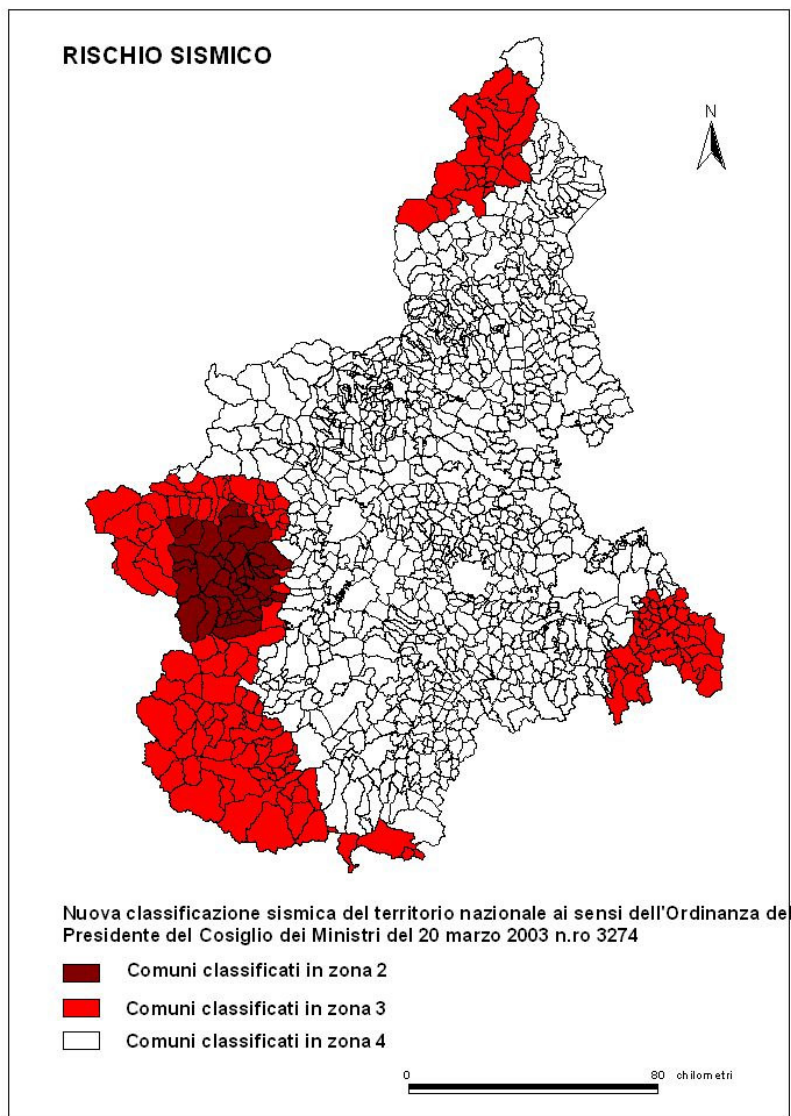 RISCHIO SISMICO
N
Nuova classificazione sismica del territorio nazionale ai sensi dell'Ordinanza del
Presidente del Cosiglio dei Ministri del 20 marzo 2003 n.ro 3274
Comuni classificati in zona 2
Comuni classificati in zona 3
Comuni classificati in zona 4
0 80 chilometri